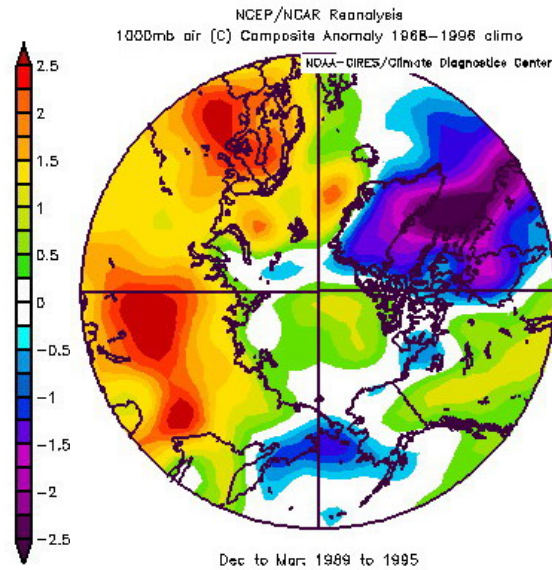 NCEP/NCAR Reanalysis
1000mb air (C) Composite Anomaly 1968-1996 climo
NOAA-CIRES/Climate Diagnostics Center
2.5
2
1.5
1
0.5
0
-0.5
-1
-1.5
-2
-2.5
Dec to Mar: 1989 to 1995